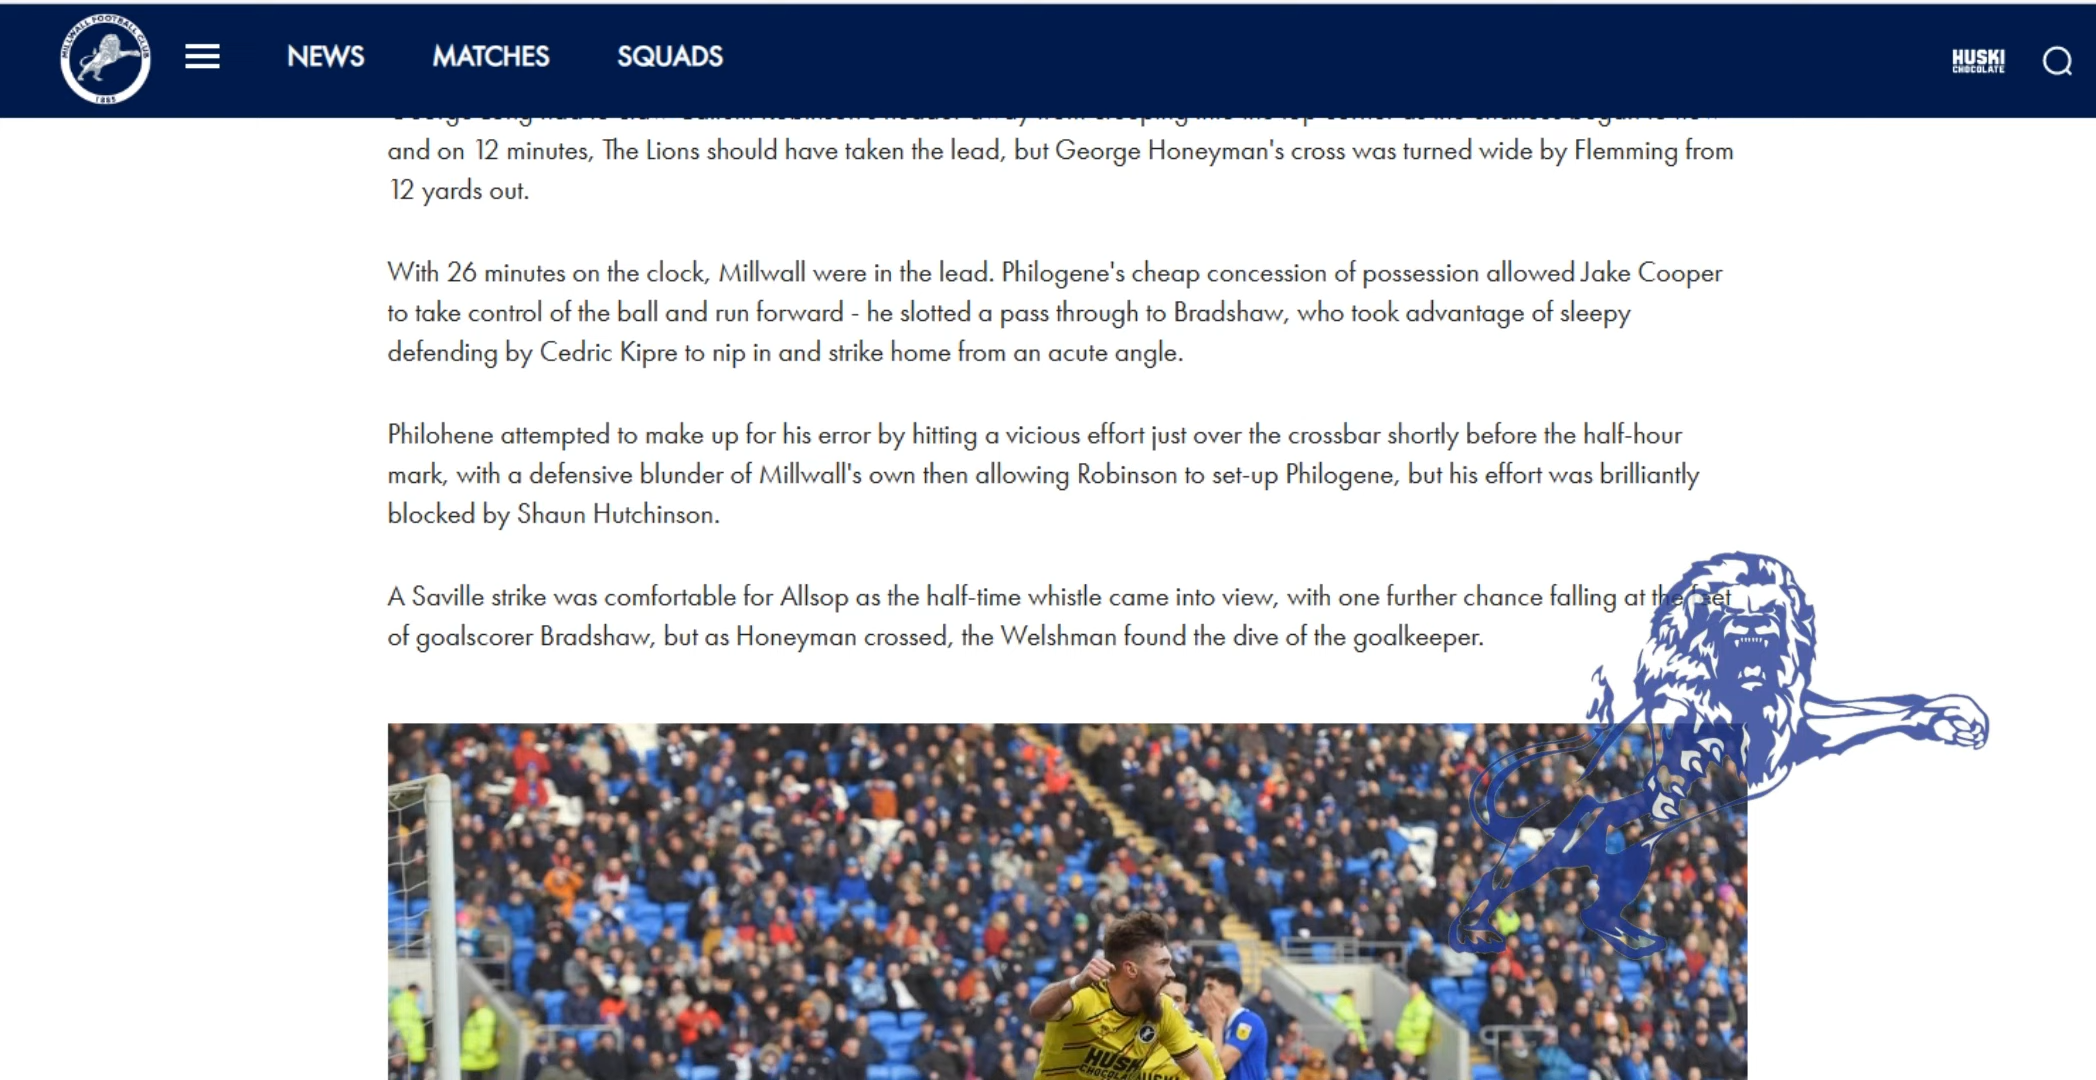 MILLWALL FOOTBALL CLUB
1885
NEWS MATCHES SQUADS
HUSKI
CHOCOLATE
and on 12 minutes, The Lions should have taken the lead, but George Honeyman's cross was turned wide by Flemming from
12 yards out.
With 26 minutes on the clock, Millwall were in the lead. Philogene's cheap concession of possession allowed Jake Cooper
to take control of the ball and run forward - he slotted a pass through to Bradshaw, who took advantage of sleepy
defending by Cedric Kipre to nip in and strike home from an acute angle.
Philohene attempted to make up for his error by hitting a vicious effort just over the crossbar shortly before the half-hour
mark, with a defensive blunder of Millwall's own then allowing Robinson to set-up Philogene, but his effort was brilliantly
blocked by Shaun Hutchinson.
A Saville strike was comfortable for Allsop as the half-time whistle came into view, with one further chance falling at the feet
of goalscorer Bradshaw, but as Honeyman crossed, the Welshman found the dive of the goalkeeper.
HUSKI